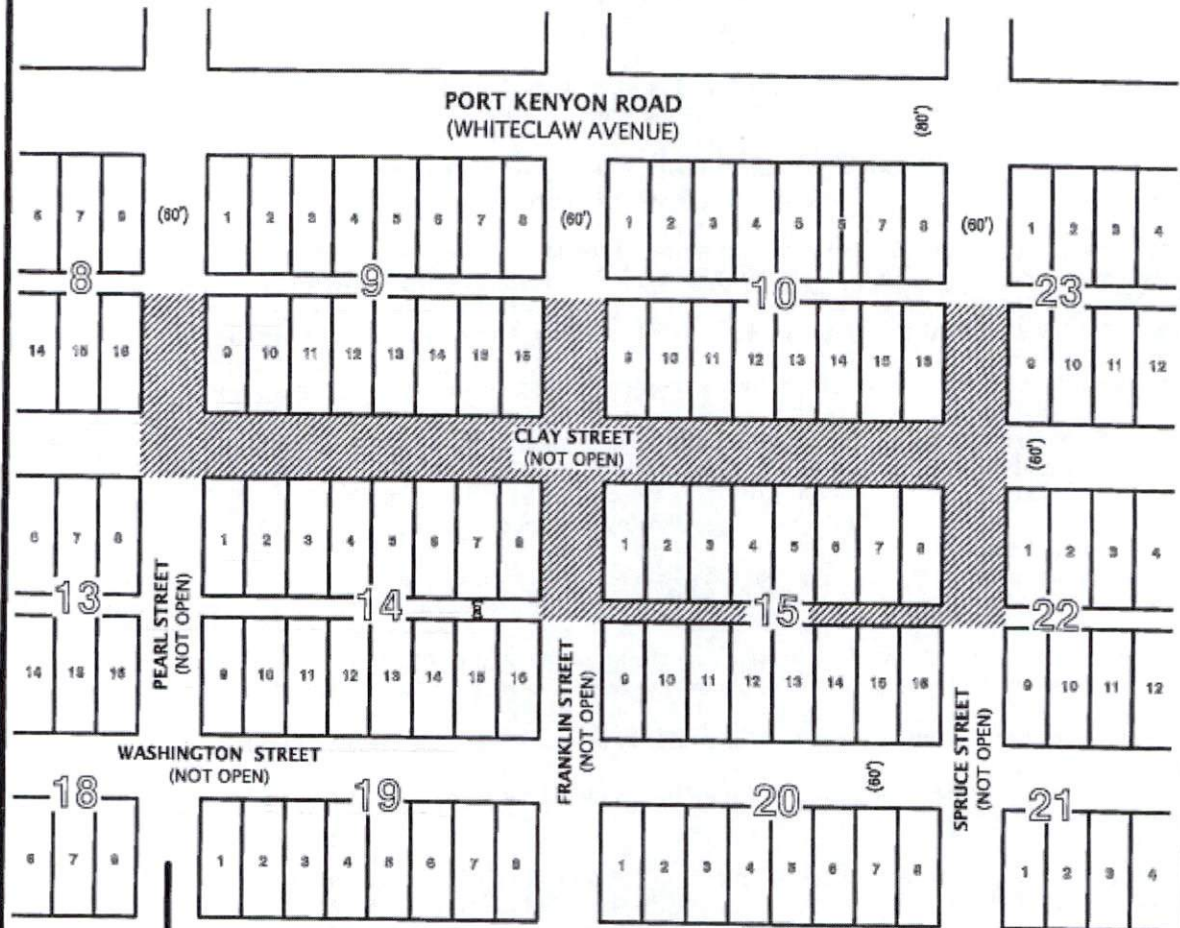 PORT KENYON ROAD
(WHITECLAW AVENUE)
(80')
7
(60')
1 2 3 4 5 6 7 8
(60')
1 2 3 4 5 7 8
(60')
1 2 3 4
8
9
10
23
14 15 16
9 10 11 12 13 14 15
10 11 12 13 14 15
9 10 11 12
CLAY STREET
(NOT OPEN)
(60')
6 7 8
1 2 3 4 5 6 7 8
1 2 3 4 5 6 7 8
1 2 3 4
13
14
15
22
PEARL STREET
(NOT OPEN)
14 15 16
9 10 11 12 13 14 15 16
9 10 11 12 13 14 15 16
9 10 11 12
FRANKLIN STREET
(NOT OPEN)
SPRUCE STREET
(NOT OPEN)
WASHINGTON STREET
(NOT OPEN)
(60')
18
19
20
21
6 7
1 2 3 4 5 6 7 8
1 2 3 4 5 6 7 8
1 2 3 4